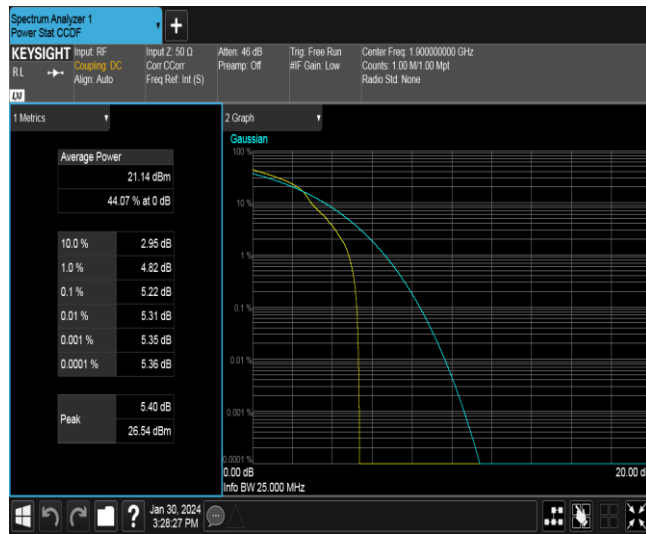 Spectrum Analyzer 1
Power Stat CCDF
+
KEYSIGHT
RL
LXI
Input: RF
Coupling: DC
Align: Auto
Input Z: 50 Ω
Corr CCorr
Freq Ref: Int (S)
Atten: 46 dB
Preamp: Off
Trig: Free Run
#IF Gain: Low
Center Freq: 1.900000000 GHz
Counts: 1.00 M/1.00 Mpt
Radio Std: None
1 Metrics
Average Power
21.14 dBm
44.07 % at 0 dB
10.0 % 2.95 dB
1.0 % 4.82 dB
0.1 % 5.22 dB
0.01 % 5.31 dB
0.001 % 5.35 dB
0.0001 % 5.36 dB
Peak
5.40 dB
26.54 dBm
2 Graph
Gaussian
100 %
10 %
1 %
0.1 %
0.01 %
0.001 %
0.0001 %
0.00 dB
20.00 d
Info BW 25.000 MHz
?
Jan 30, 2024
3:28:27 PM